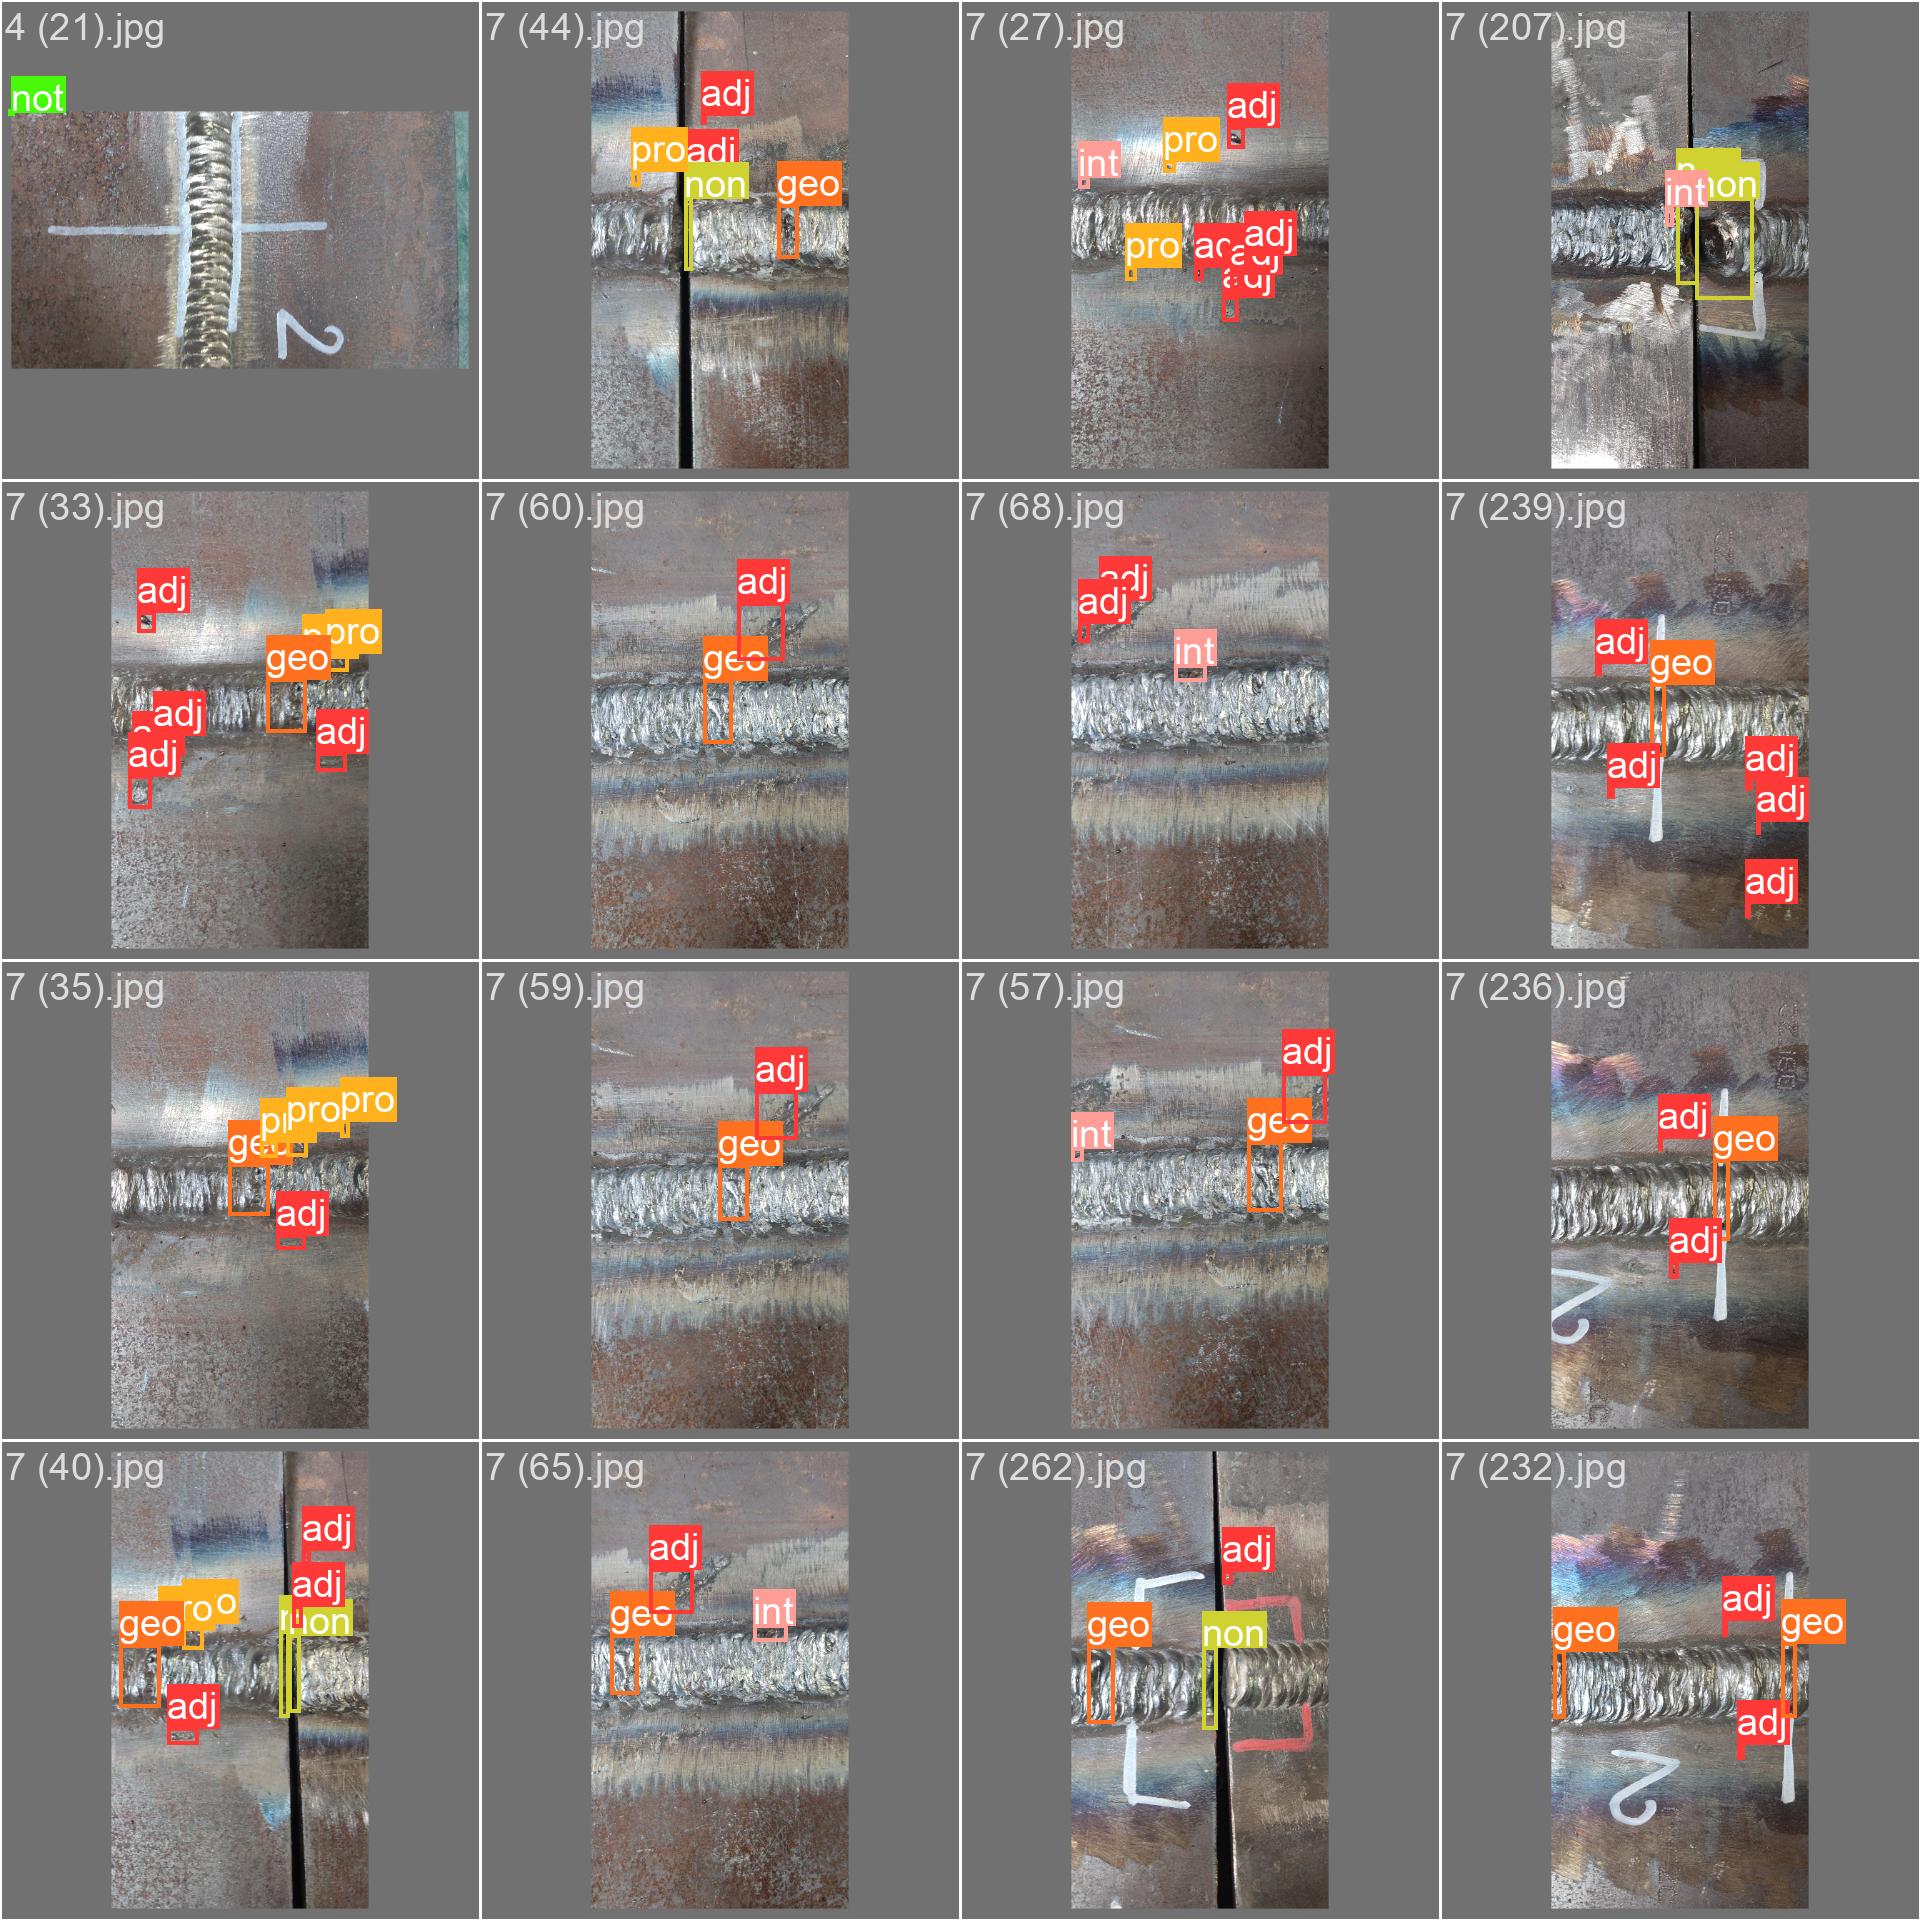 4 (21).jpg
not
2
7 (44).jpg
adj
pro
adj
non
geo
7 (27).jpg
adj
pro
int
pro
adj
adj
7 (207).jpg
non
int
7 (33).jpg
adj
pro
geo
adj
adj
adj
7 (60).jpg
adj
geo
7 (68).jpg
adj
adj
int
7 (239).jpg
adj
geo
adj
adj
adj
adj
7 (35).jpg
pro
pro
geo
adj
7 (59).jpg
adj
geo
7 (57).jpg
adj
geo
int
7 (236).jpg
adj
geo
adj
2
7 (40).jpg
adj
adj
geo
non
adj
7 (65).jpg
adj
geo
int
7 (262).jpg
adj
geo
non
7 (232).jpg
adj
geo
geo
adj
2